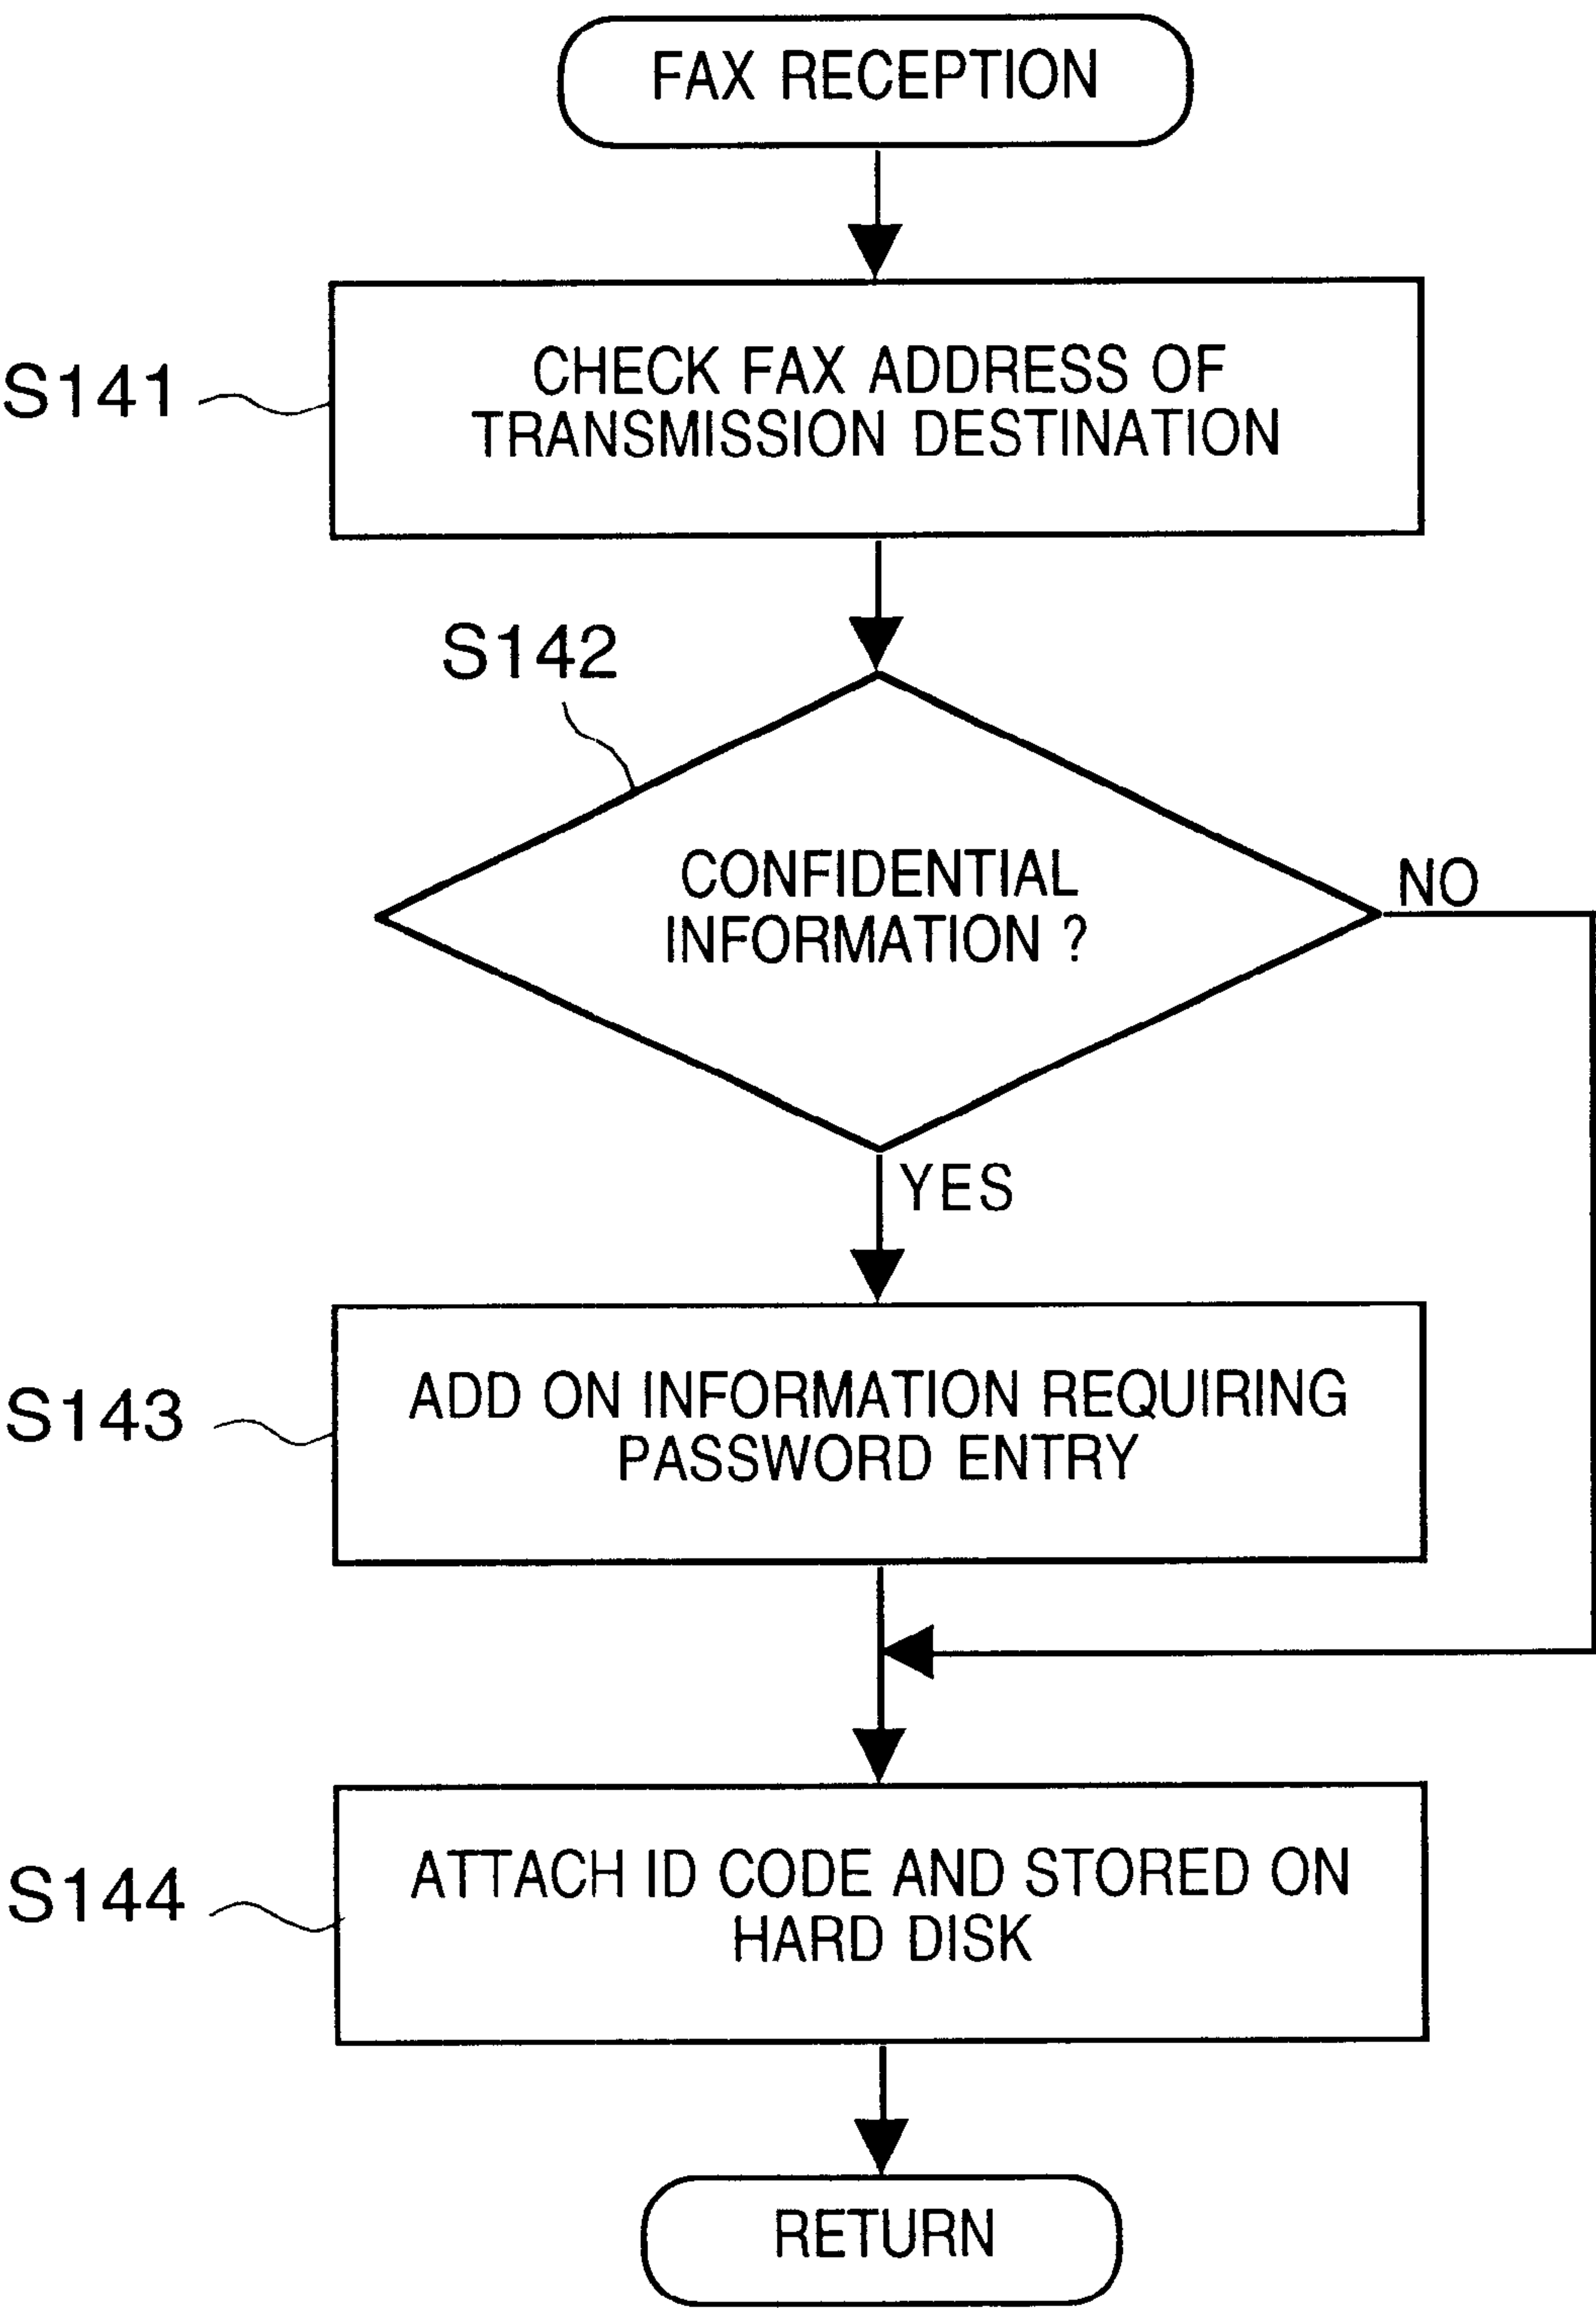 FAX RECEPTION
S141
CHECK FAX ADDRESS OF
TRANSMISSION DESTINATION
S142
CONFIDENTIAL
INFORMATION ?
NO
YES
S143
ADD ON INFORMATION REQUIRING
PASSWORD ENTRY
S144
ATTACH ID CODE AND STORED ON
HARD DISK
RETURN